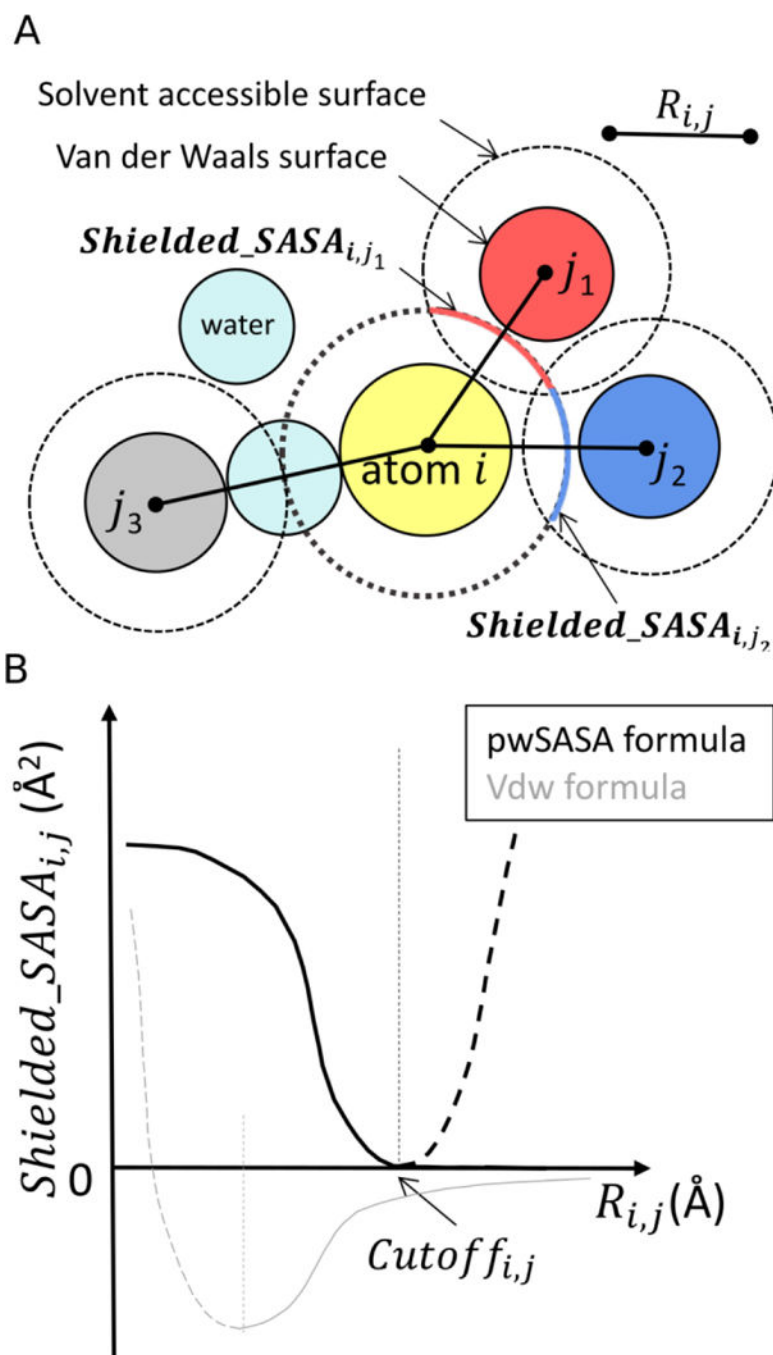 A
Solvent accessible surface
R_{i,j}
Van der Waals surface
Shielded_SASA_{i,j_1}
j_1
water
atom i
j_2
j_3
Shielded_SASA_{i,j_2}
B
pwSASA formula
Vdw formula
Shielded_SASA_{i,j} (Å²)
0
R_{i,j}(Å)
Cutoff_{i,j}